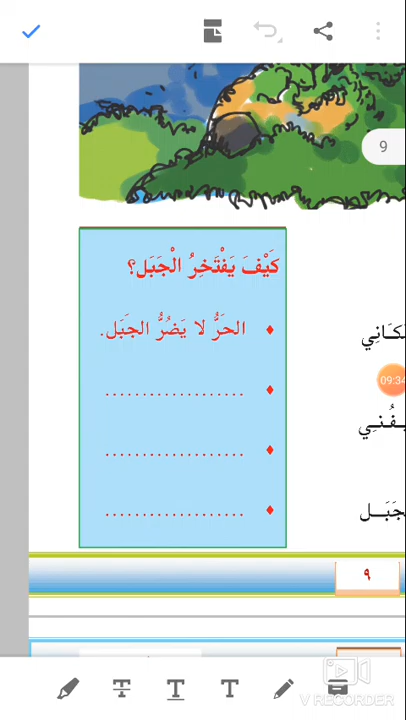 9
كَيْفَ يَفْتَخِرُ الْجَبَل؟
♦ الحَرُّ لا يَضُرُّ الجَبَل.
♦ ...................
♦ ...................
♦ ...................
09:34
٩
T T T
V RECORDER